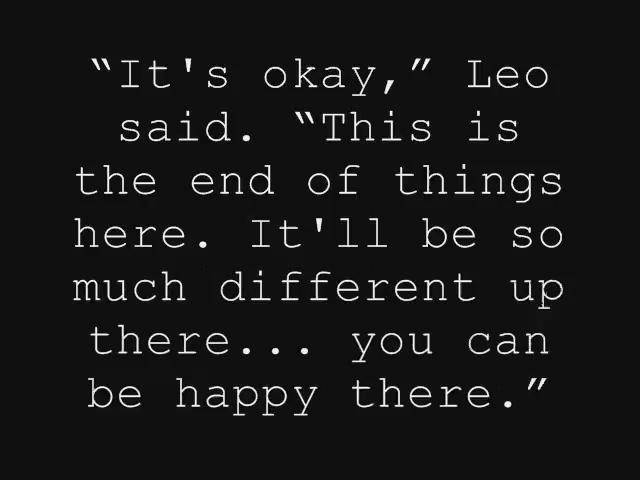 “It's okay,” Leo
said. “This is
the end of things
here. It'll be so
much different up
there... you can
be happy there.”